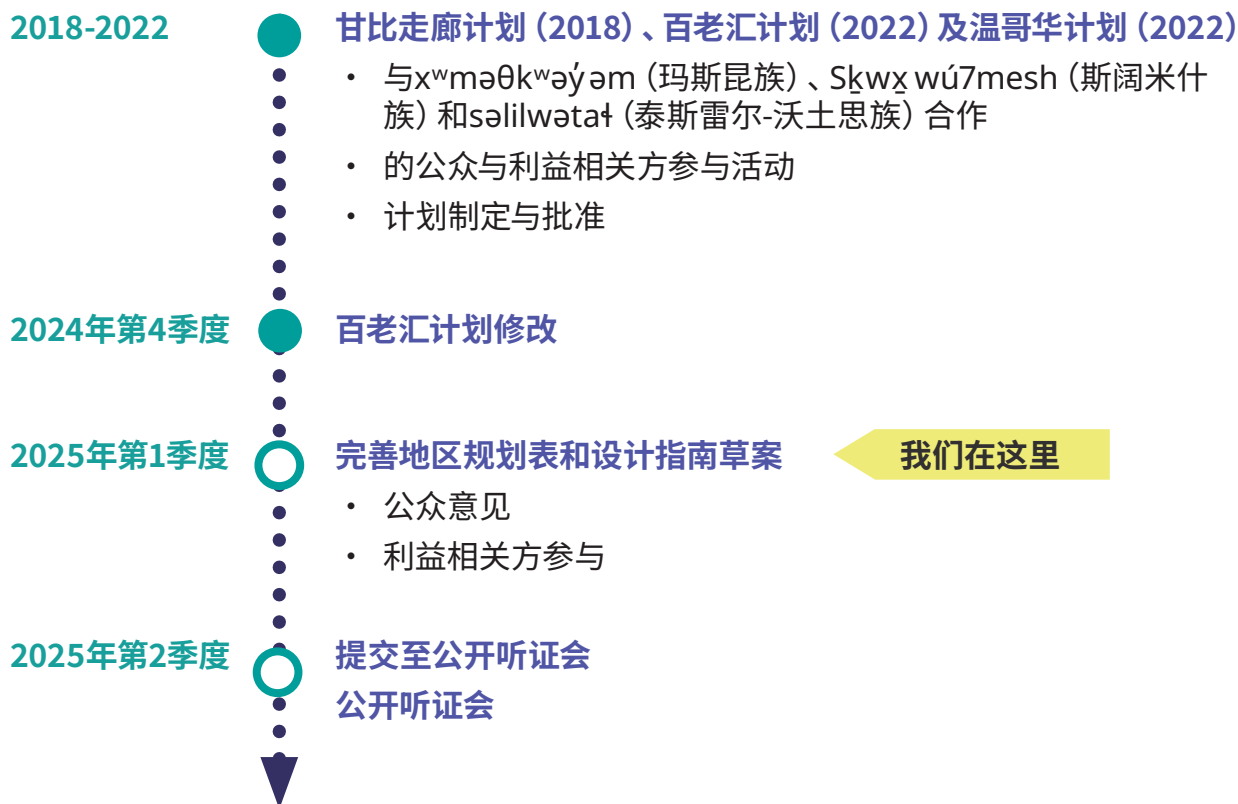 2018-2022
甘比走廊计划（2018）、百老汇计划（2022）及温哥华计划（2022）
• 与xʷməθkʷəy̓əm（玛斯昆族）、Sḵwx̱wú7mesh（斯阔米什
族）和səlilwətaɬ（泰斯雷尔-沃土思族）合作
• 的公众与利益相关方参与活动
• 计划制定与批准
2024年第4季度
百老汇计划修改
2025年第1季度
完善地区规划表和设计指南草案
我们在这里
• 公众意见
• 利益相关方参与
2025年第2季度
提交至公开听证会
公开听证会